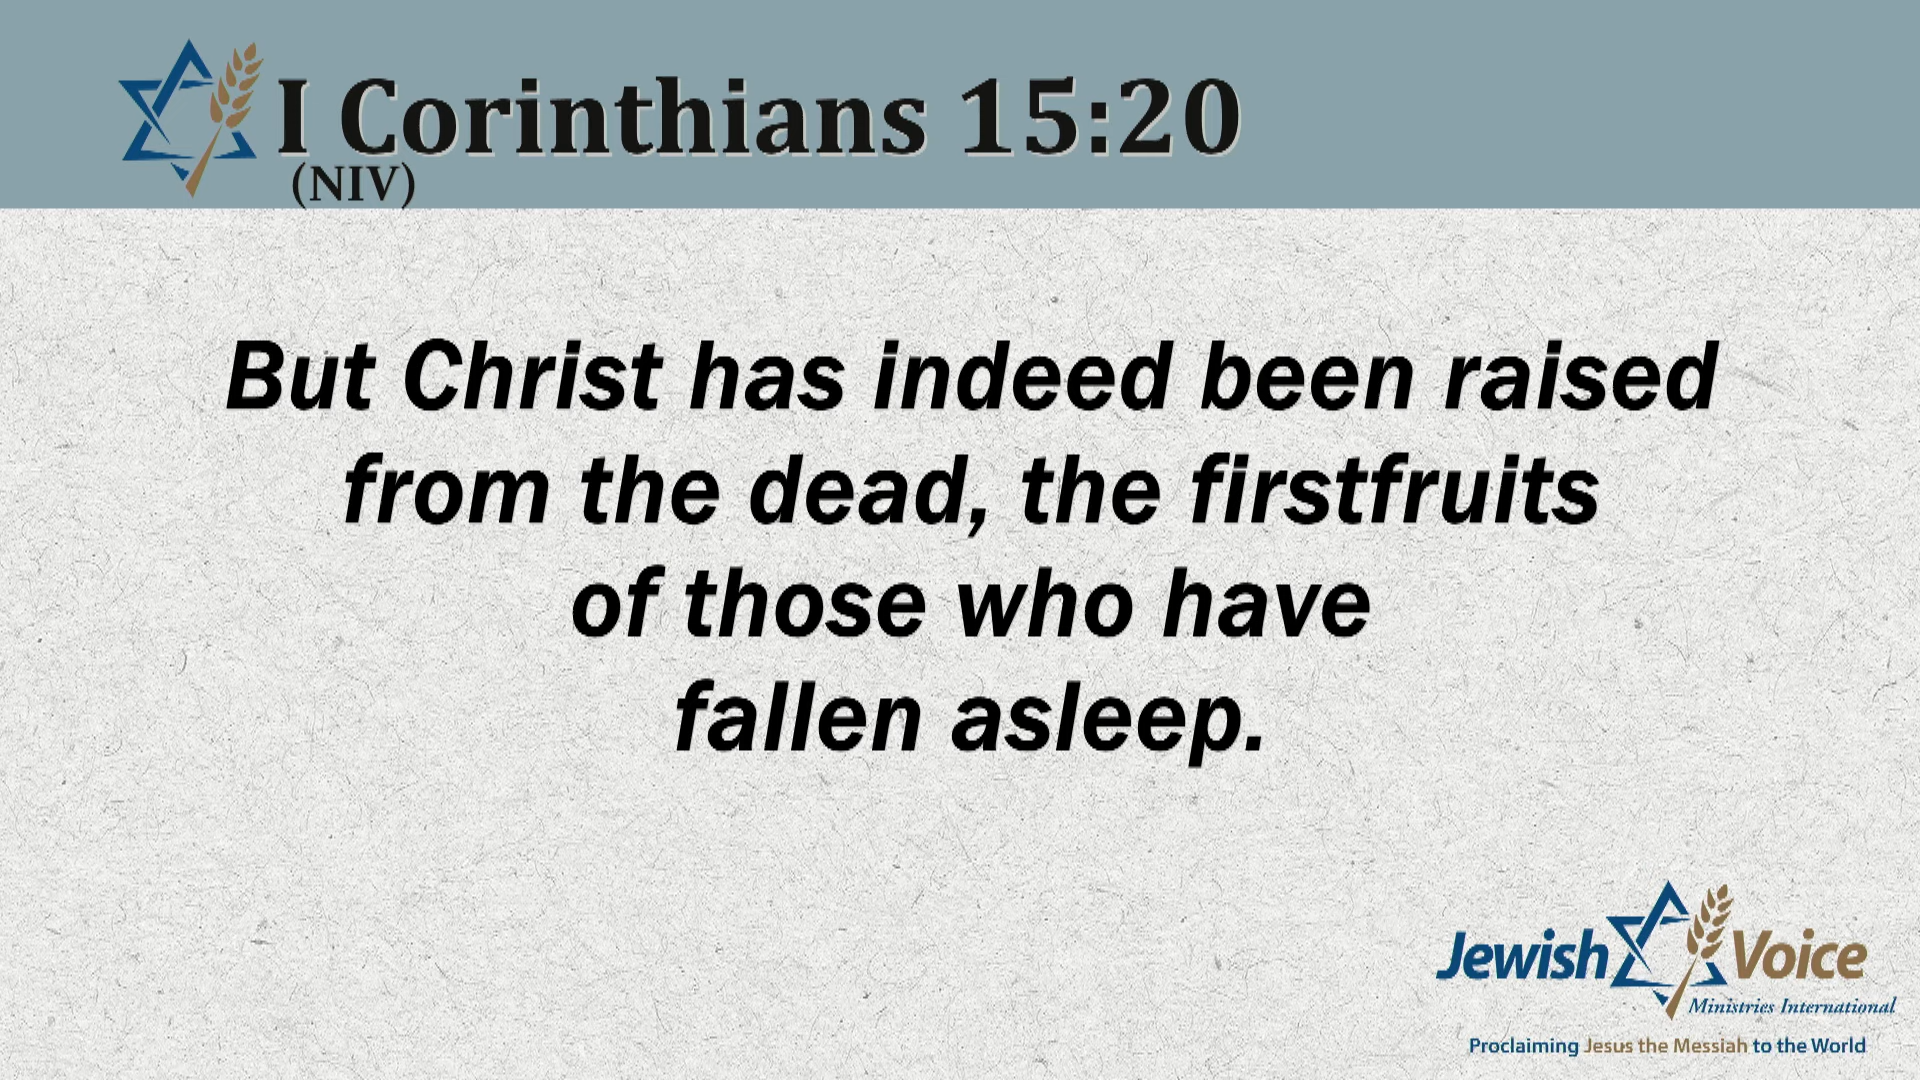 I Corinthians 15:20
(NIV)
But Christ has indeed been raised
from the dead, the firstfruits
of those who have
fallen asleep.
Jewish Voice
Ministries International
Proclaiming Jesus the Messiah to the World